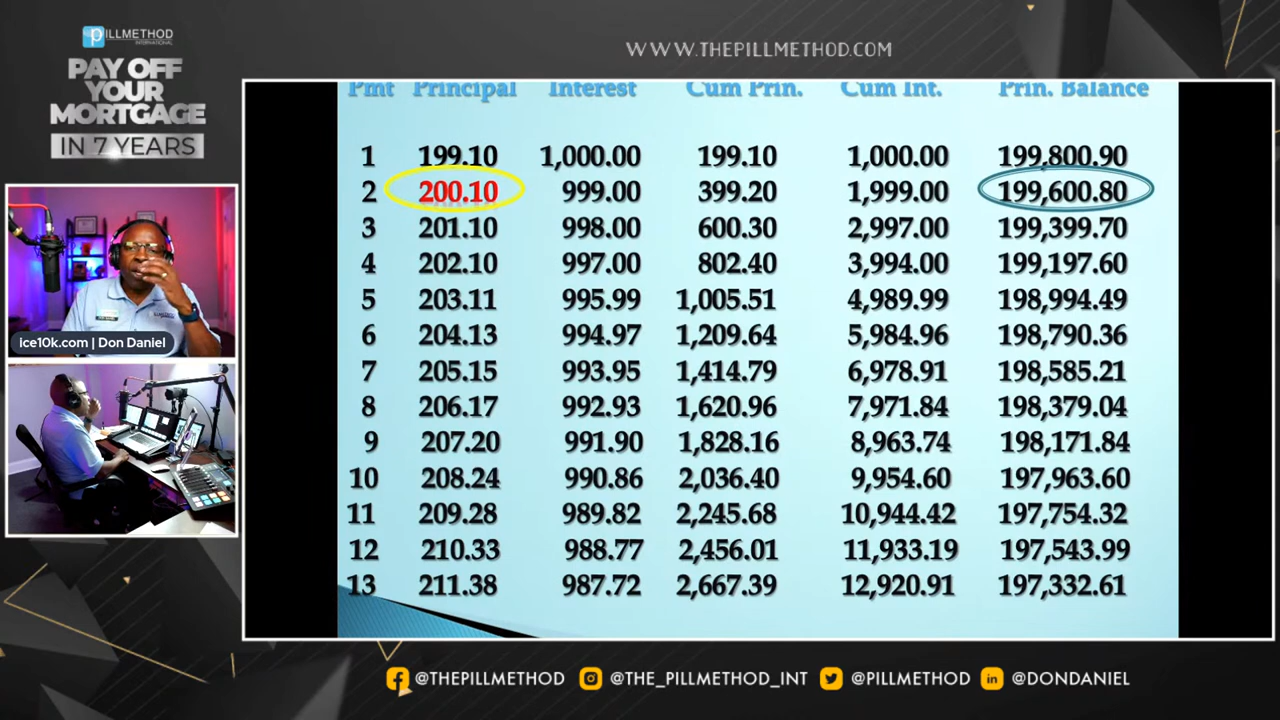 PILLMETHOD
INTERNATIONAL
PAY OFF
YOUR
MORTGAGE
IN 7 YEARS
WWW.THEPILLMETHOD.COM
Pmt Principal Interest Cum Prin. Cum Int. Prin. Balance
1 199.10 1,000.00 199.10 1,000.00 199,800.90
2 200.10 999.00 399.20 1,999.00 199,600.80
3 201.10 998.00 600.30 2,997.00 199,399.70
4 202.10 997.00 802.40 3,994.00 199,197.60
5 203.11 995.99 1,005.51 4,989.99 198,994.49
6 204.13 994.97 1,209.64 5,984.96 198,790.36
7 205.15 993.95 1,414.79 6,978.91 198,585.21
8 206.17 992.93 1,620.96 7,971.84 198,379.04
9 207.20 991.90 1,828.16 8,963.74 198,171.84
10 208.24 990.86 2,036.40 9,954.60 197,963.60
11 209.28 989.82 2,245.68 10,944.42 197,754.32
12 210.33 988.77 2,456.01 11,933.19 197,543.99
13 211.38 987.72 2,667.39 12,920.91 197,332.61
ice10k.com | Don Daniel
@THEPILLMETHOD @THE_PILLMETHOD_INT @PILLMETHOD @DONDANIEL